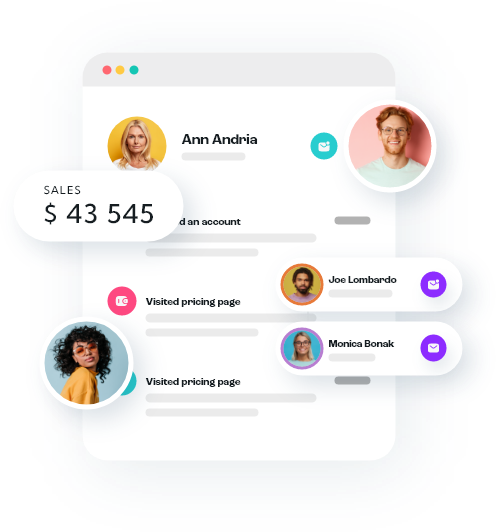 Ann Andria
SALES
$ 43 545
d an account
Visited pricing page
Joe Lombardo
Monica Bonak
Visited pricing page